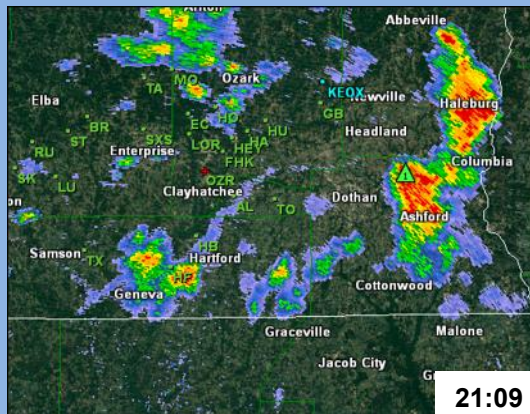 Ariton
Abbeville
MO
Ozark
TA
KEOX
Newville
Elba
HO
GB
Haleburg
BR
EC
HU
ST
SXS
HA
Headland
RU
Enterprise
LOR
HE
FHK
Columbia
SK
LU
OZR
Clayhatchee
on
Dothan
AL
TO
Ashford
HB
Samson
TX
Hartford
HP
Geneva
Cottonwood
Graceville
Malone
Jacob City
G
21:09